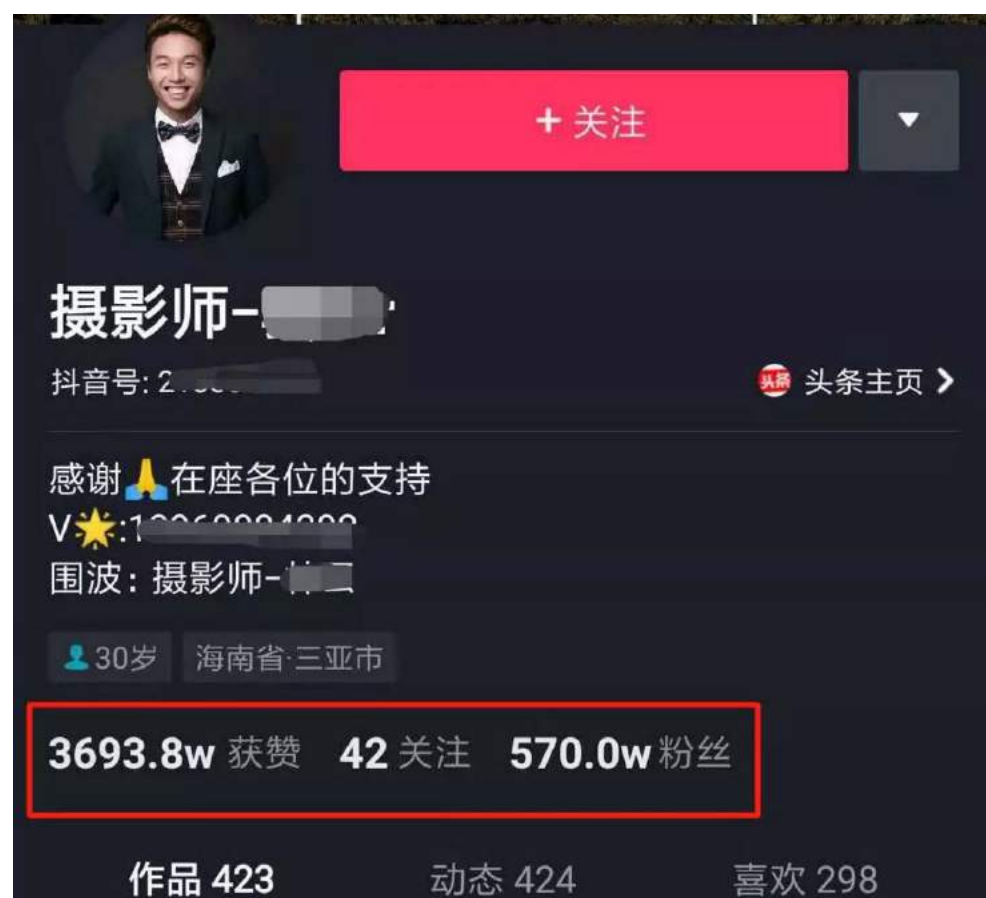 + 关注
摄影师-
抖音号: 2
头条 头条主页
感谢🙏在座各位的支持
V🌟:1
围波：摄影师-
30岁 海南省·三亚市
3693.8w 获赞 42 关注 570.0w 粉丝
作品 423 动态 424 喜欢 298